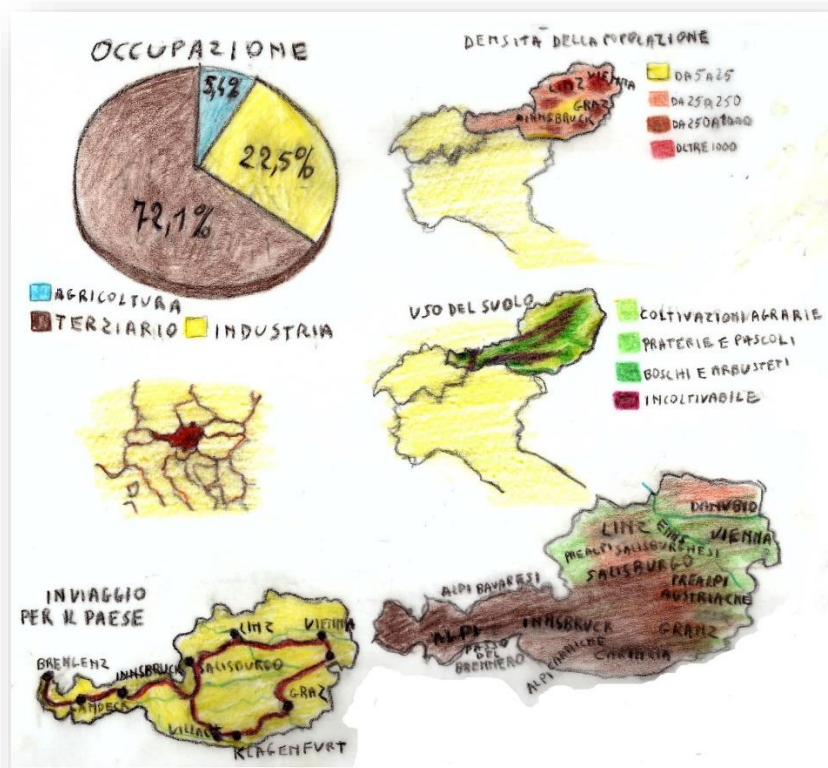 OCCUPAZIONE
5,4%
22,5%
72,1%
AGRICOLTURA
TERZIARIO INDUSTRIA
DENSITÀ DELLA POPOLAZIONE
LINZ VIENNA
GRAZ
INNSBRUCK
DA 5 A 25
DA 25 A 250
DA 250 A 1000
OLTRE 1000
USO DEL SUOLO
COLTIVAZIONI AGRARIE
PRATERIE E PASCOLI
BOSCHI E ARBUSTETI
INCOLTIVABILE
IN VIAGGIO
PER IL PAESE
LINZ VIENNA
BREGENZ INNSBRUCK SALISBURGO
LANDECK GRAZ
VILLACH
KLAGENFURT
DANUBIO
LINZ ENNS VIENNA
PREALPI SALISBURGHESI
SALISBURGO PREALPI
AUSTRIACHE
ALPI BAVARESI
ALPI INNSBRUCK GRANZ
PASSO
DEL
BRENNERO
ALPI CARNICHE CARINZIA